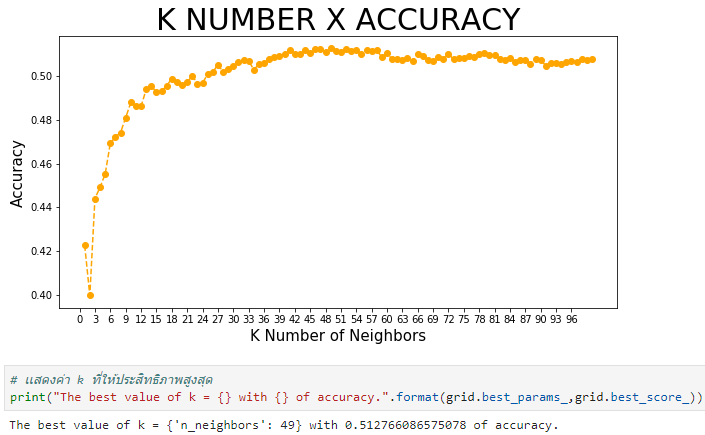 K NUMBER X ACCURACY
0.50
0.48
0.46
0.44
0.42
0.40
Accuracy
0 3 6 9 12 15 18 21 24 27 30 33 36 39 42 45 48 51 54 57 60 63 66 69 72 75 78 81 84 87 90 93 96
K Number of Neighbors
# แสดงค่า k ที่ให้ประสิทธิภาพสูงสุด
print("The best value of k = {} with {} of accuracy.".format(grid.best_params_,grid.best_score_))
The best value of k = {'n_neighbors': 49} with 0.512766086575078 of accuracy.